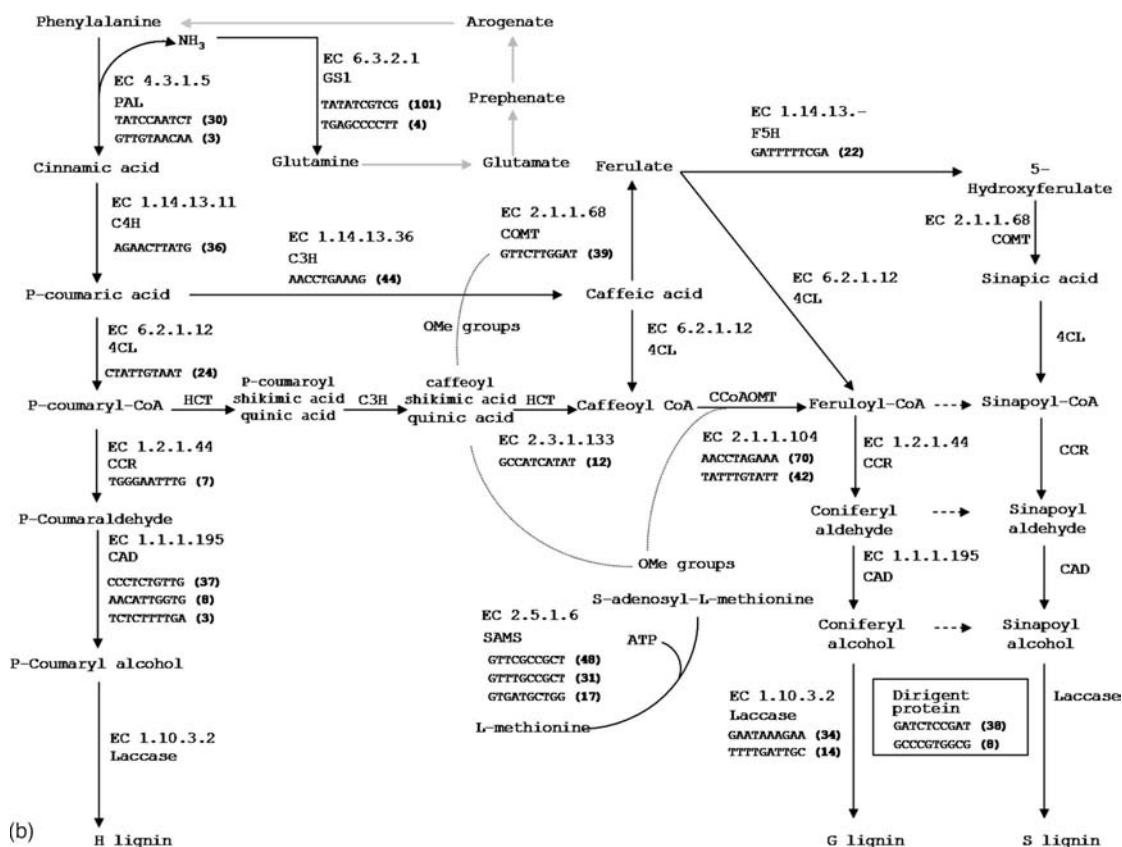 Phenylalanine
NH3
Arogenate
EC 4.3.1.5
PAL
TATCCAATCT (30)
GTTGTAACAA (3)
EC 6.3.2.1
GS1
TATATCGTCG (101)
TGAGCCCCTT (4)
Prephenate
Cinnamic acid
Glutamine
Glutamate
Ferulate
EC 1.14.13.-
F5H
GATTTTTCGA (22)
5-
Hydroxyferulate
EC 1.14.13.11
C4H
AGAACTTATG (36)
EC 1.14.13.36
C3H
AACCTGAAAG (44)
EC 2.1.1.68
COMT
GTTCTTGGAT (39)
EC 2.1.1.68
COMT
P-coumaric acid
Caffeic acid
Sinapic acid
EC 6.2.1.12
4CL
CTATTGTAAT (24)
OMe groups
EC 6.2.1.12
4CL
EC 6.2.1.12
4CL
4CL
P-coumaryl-CoA
HCT
P-coumaroyl
shikimic acid
quinic acid
C3H
caffeoyl
shikimic acid
quinic acid
HCT
Caffeoyl CoA
CCoAOMT
Feruloyl-CoA
Sinapoyl-CoA
EC 1.2.1.44
CCR
TGGGAATTTG (7)
EC 2.3.1.133
GCCATCATAT (12)
EC 2.1.1.104
AACCTAGAAA (70)
TATTTGTATT (42)
EC 1.2.1.44
CCR
CCR
P-Coumaraldehyde
Coniferyl
aldehyde
Sinapoyl
aldehyde
EC 1.1.1.195
CAD
CCCTCTGTTG (37)
AACATTGGTG (8)
TCTCTTTTGA (3)
OMe groups
S-adenosyl-L-methionine
EC 1.1.1.195
CAD
CAD
EC 2.5.1.6
SAMS
GTTCGCCGCT (48)
GTTTGCCGCT (31)
GTGATGCTGG (17)
ATP
L-methionine
Coniferyl
alcohol
Sinapoyl
alcohol
P-Coumaryl alcohol
EC 1.10.3.2
Laccase
EC 1.10.3.2
Laccase
GAATAAAGAA (34)
TTTTGATTGC (14)
Dirigent
protein
GATCTCCGAT (38)
GCCCGTGGCG (8)
Laccase
(b)
H lignin
G lignin
S lignin